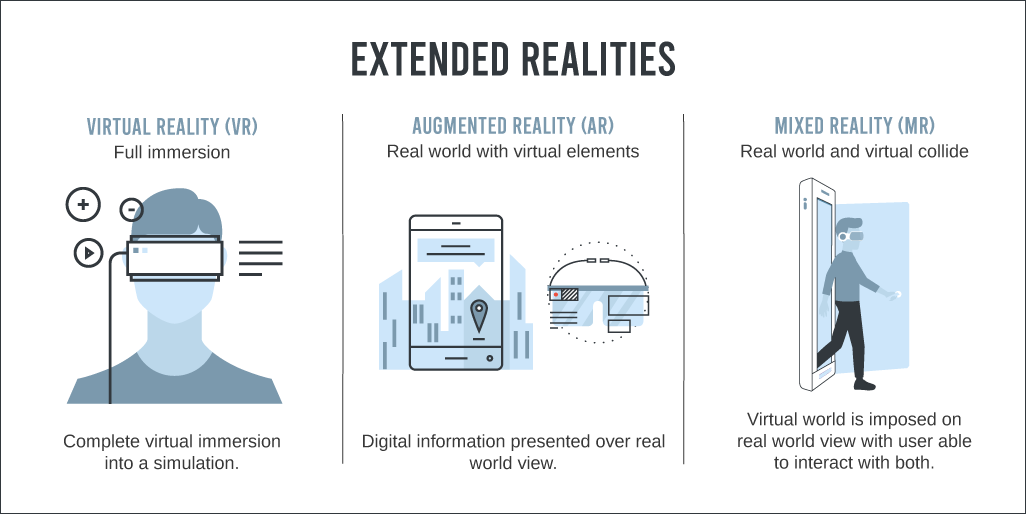 EXTENDED REALITIES
VIRTUAL REALITY (VR)
Full immersion
Complete virtual immersion
into a simulation.
AUGMENTED REALITY (AR)
Real world with virtual elements
Digital information presented over real
world view.
MIXED REALITY (MR)
Real world and virtual collide
Virtual world is imposed on
real world view with user able
to interact with both.